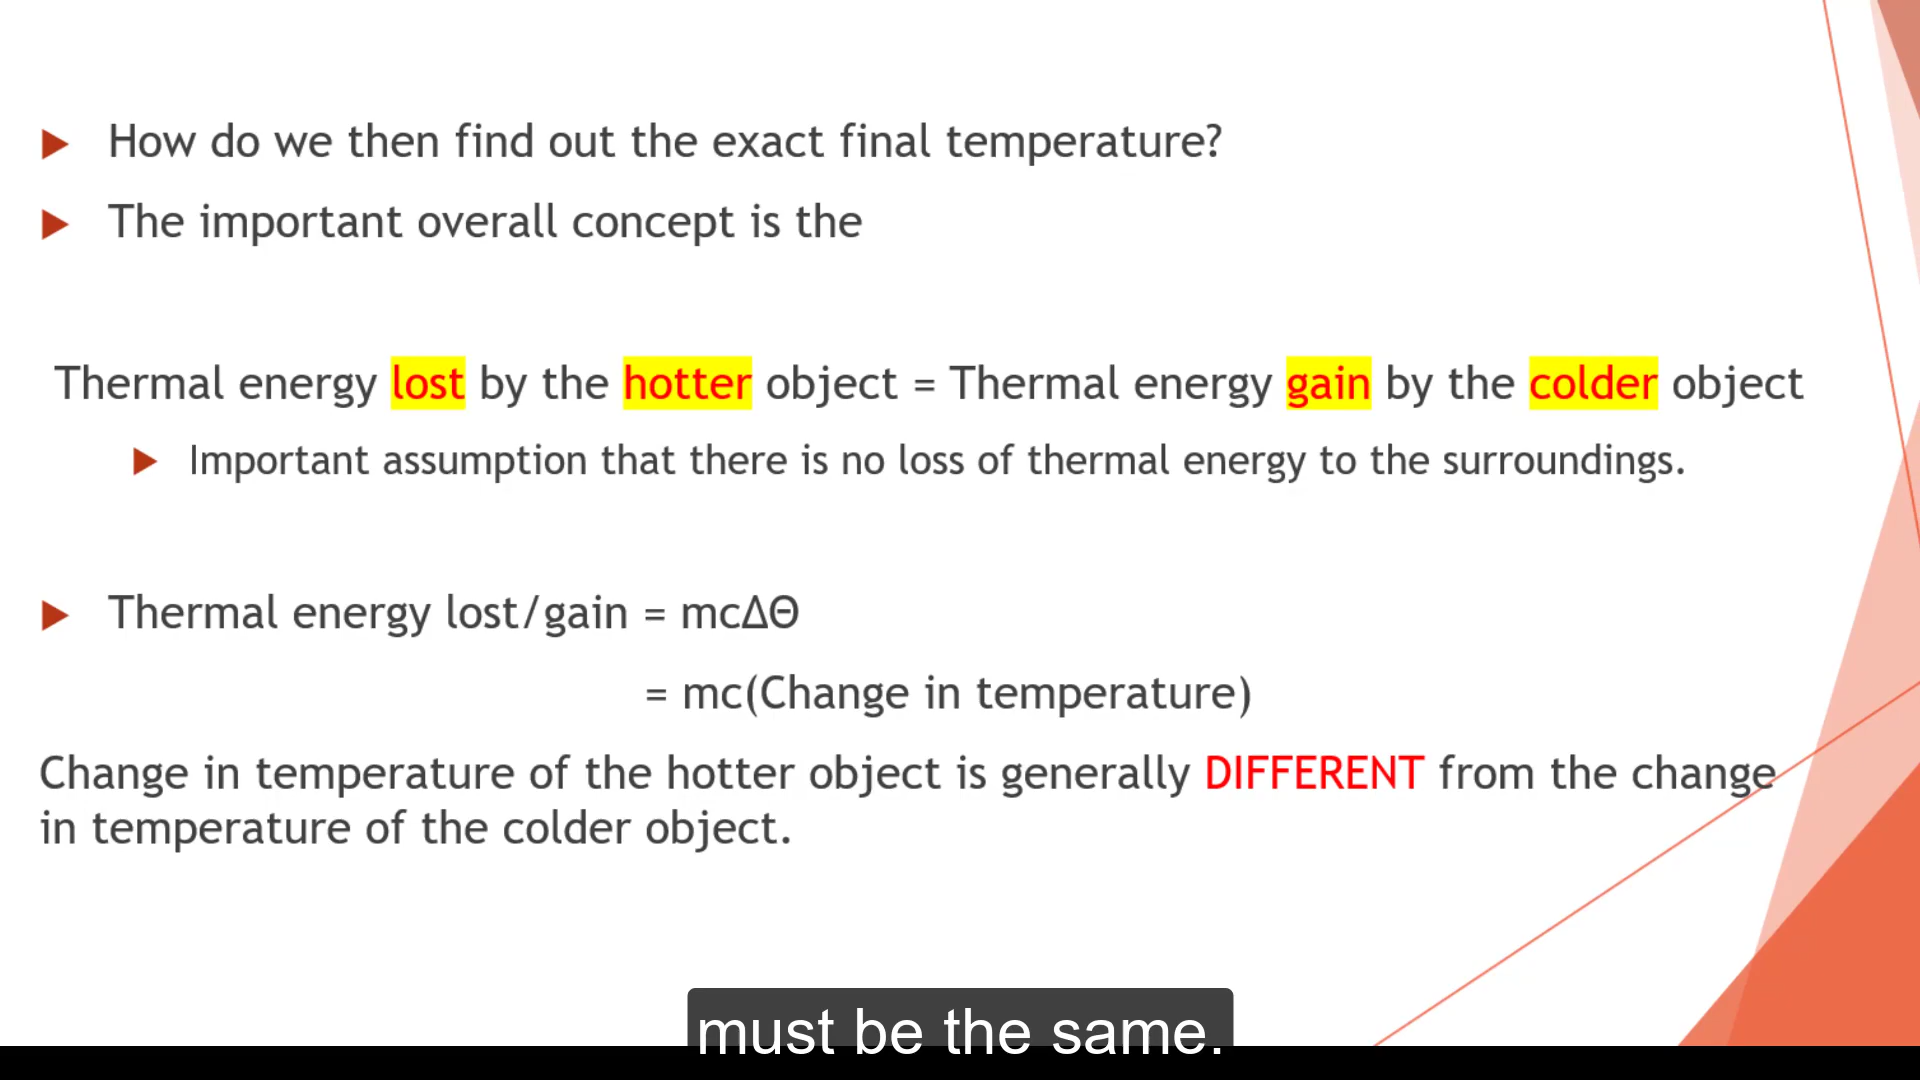 How do we then find out the exact final temperature?
The important overall concept is the
Thermal energy lost by the hotter object = Thermal energy gain by the colder object
Important assumption that there is no loss of thermal energy to the surroundings.
Thermal energy lost/gain = mcΔΘ
= mc(Change in temperature)
Change in temperature of the hotter object is generally DIFFERENT from the change
in temperature of the colder object.
must be the same.